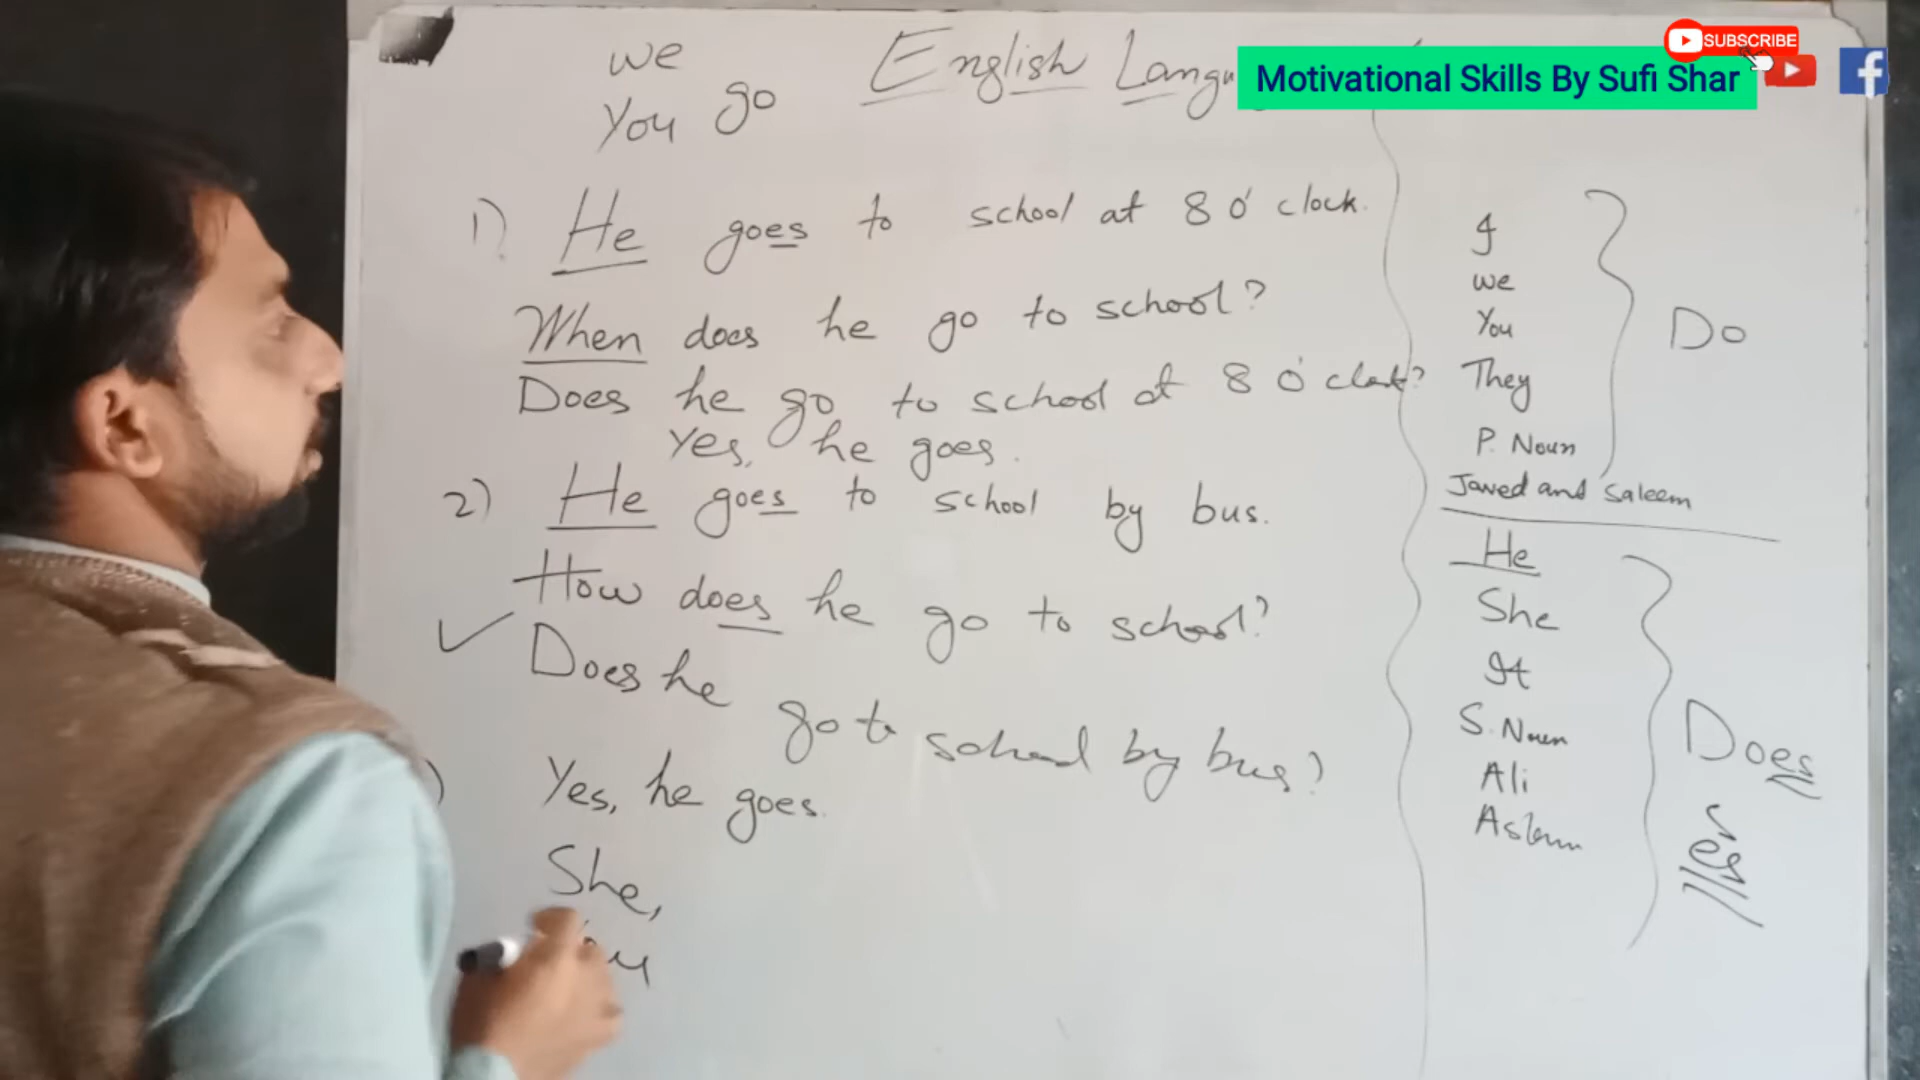 we
You go
English Langu
SUBSCRIBE
Motivational Skills By Sufi Shar
1) He goes to school at 8 o' clock.
When does he go to school?
Does he go to school at 8 o' clock?
Yes, he goes.
2) He goes to school by bus.
How does he go to school?
✓ Does he go to school by bus?
) Yes, he goes.
She,
I
we
You
They
P. Noun
Javed and Saleem
Do
He
She
It
S. Noun
Ali
Aslam
Does
es